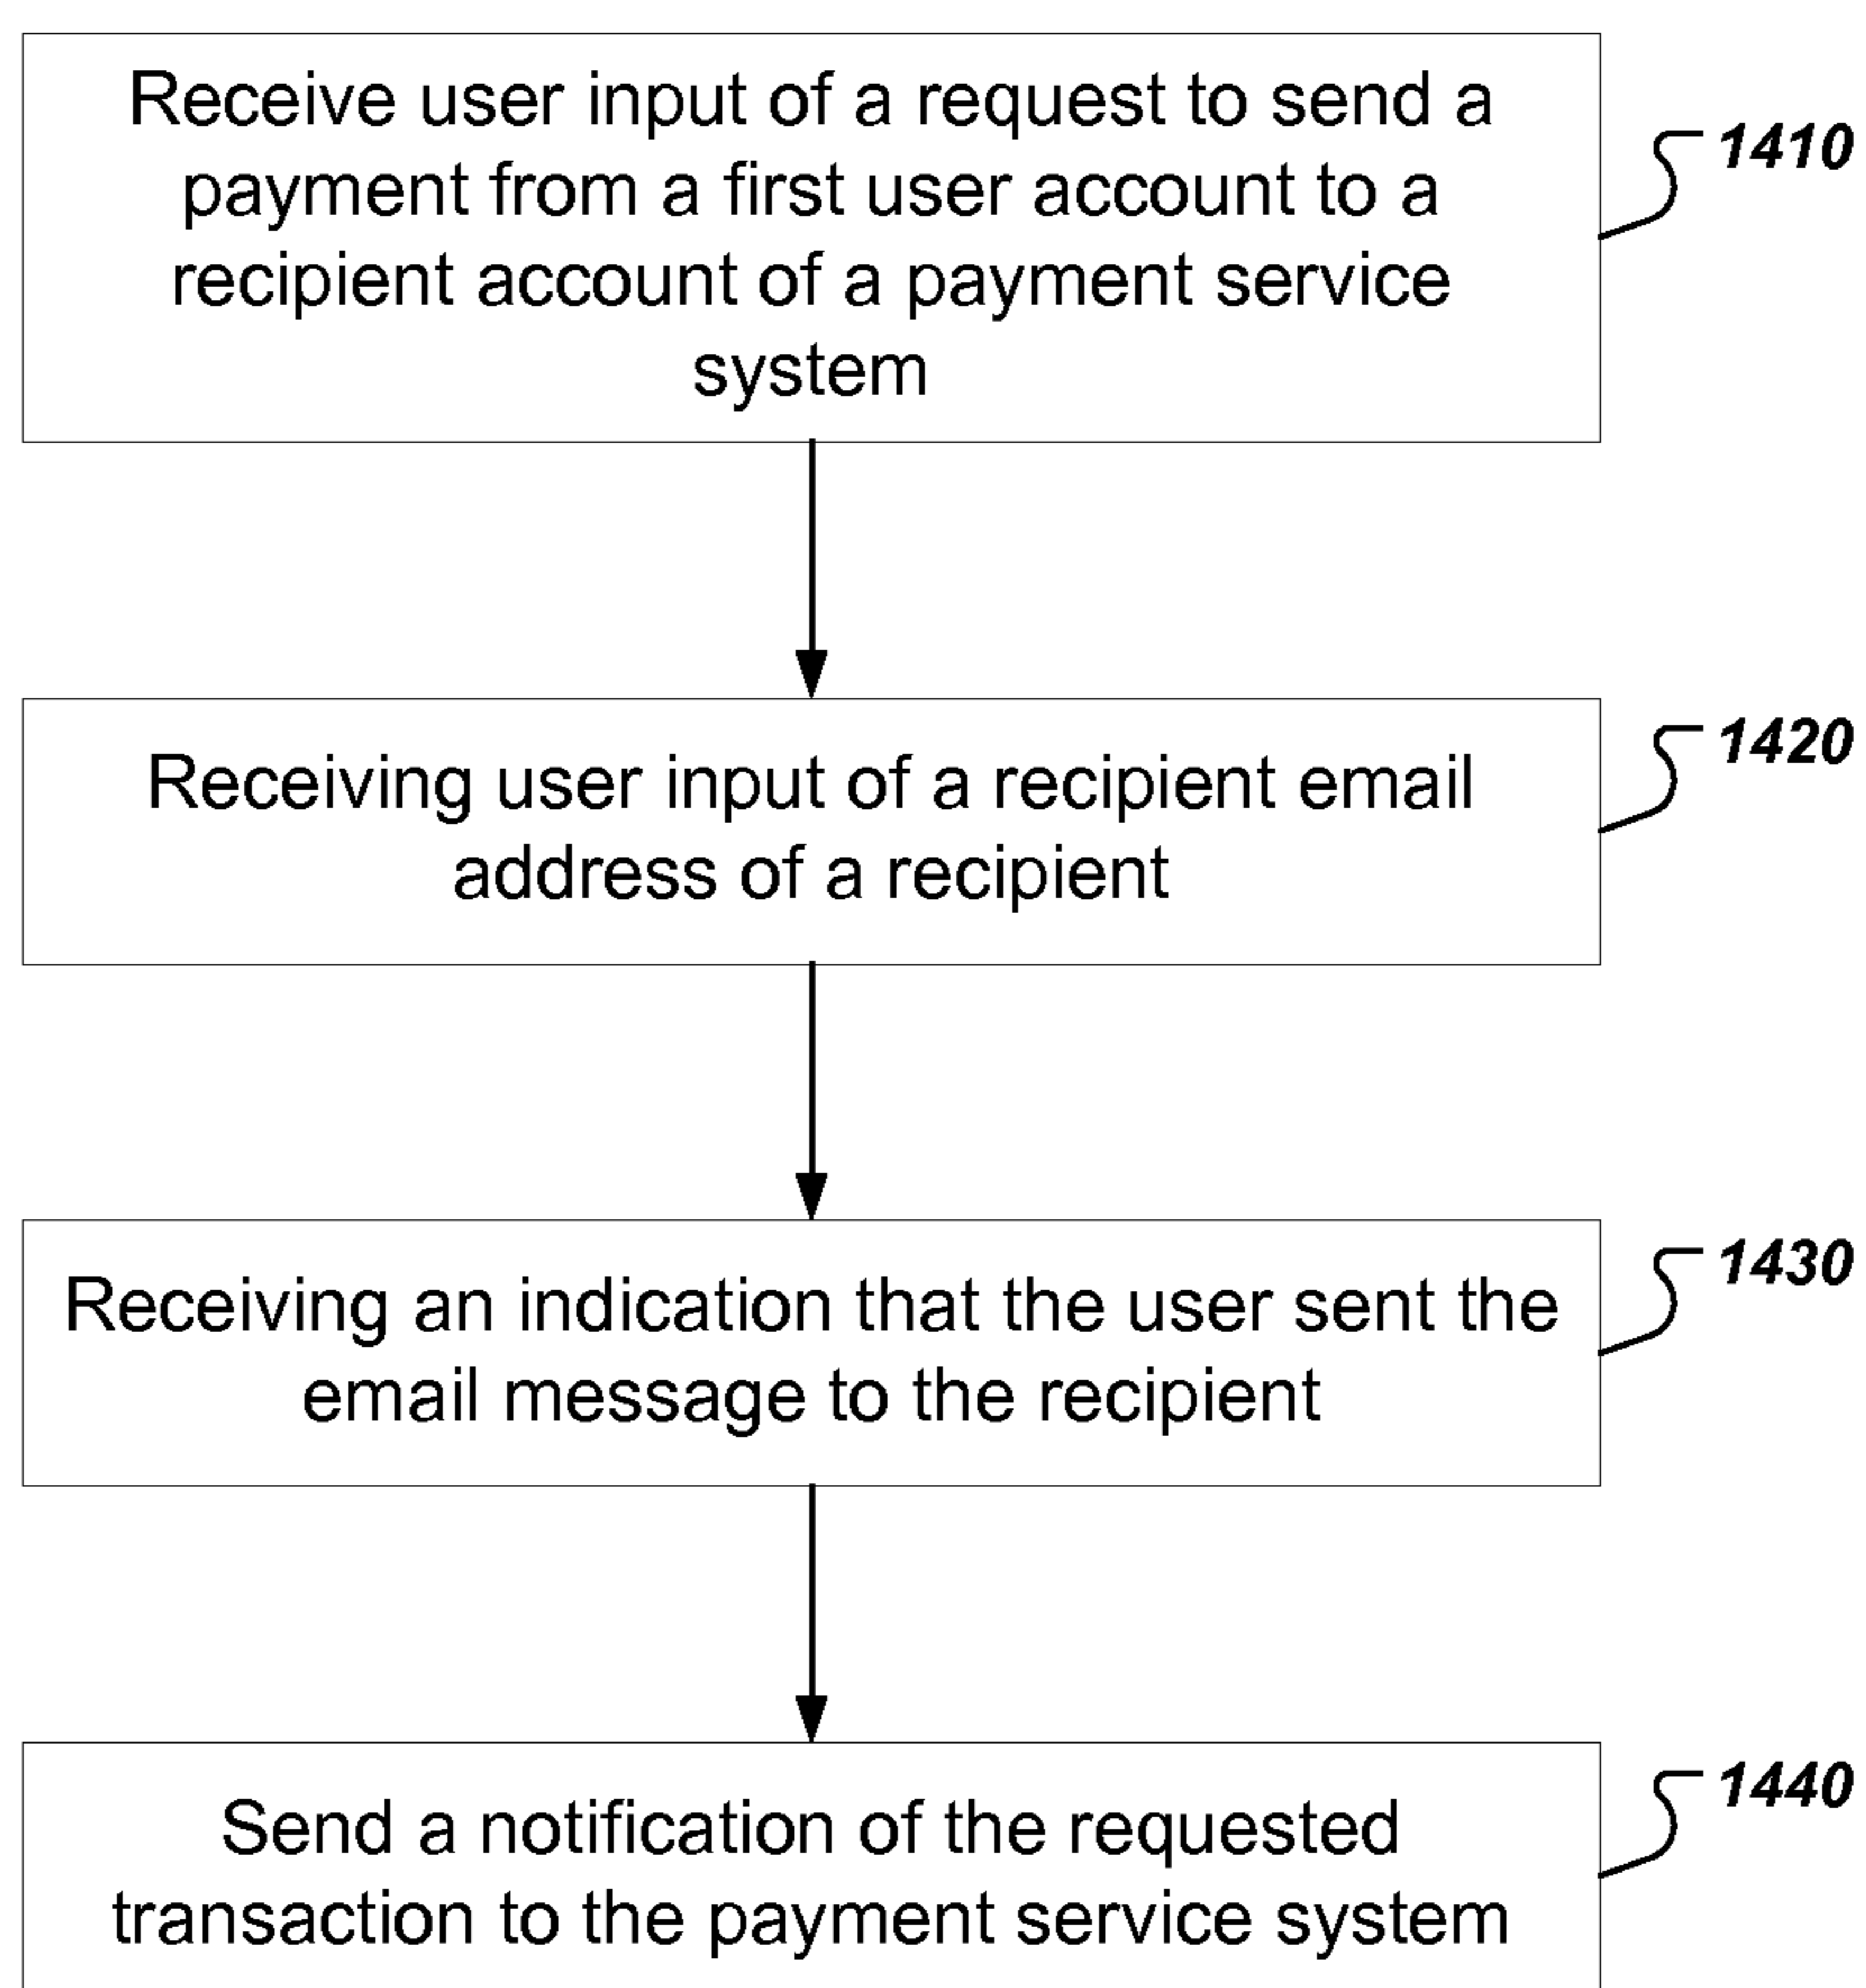 Receive user input of a request to send a
payment from a first user account to a
recipient account of a payment service
system
1410
Receiving user input of a recipient email
address of a recipient
1420
Receiving an indication that the user sent the
email message to the recipient
1430
Send a notification of the requested
transaction to the payment service system
1440